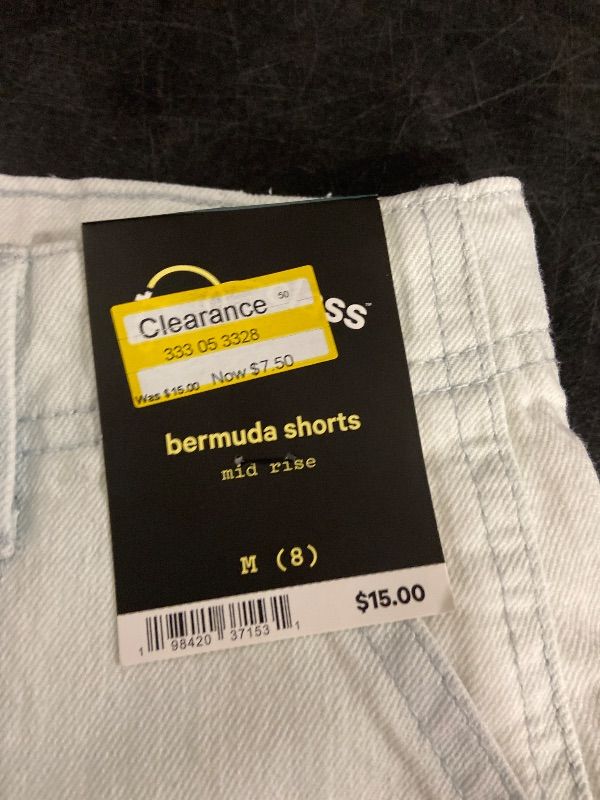 Clearance 50
333 05 3328
Was $15.00 Now $7.50
ss™
bermuda shorts
mid rise
M (8)
$15.00
1 98420 37153 1